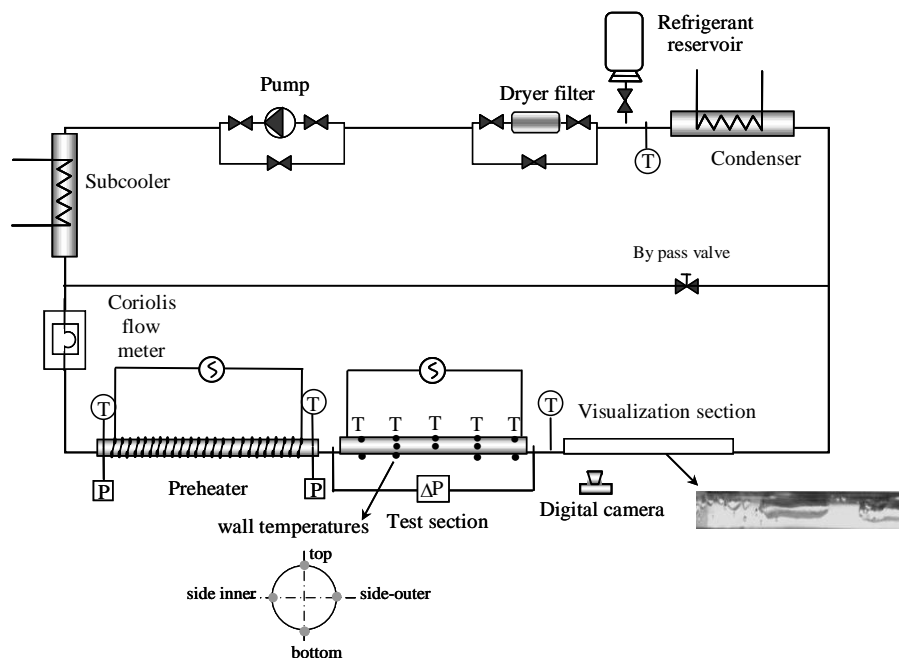 Refrigerant
reservoir
Pump
Dryer filter
T
Condenser
Subcooler
By pass valve
Coriolis
flow
meter
S
S
T
T
T
T
T
T
T
T
Visualization section
P
Preheater
P
ΔP
wall temperatures
Test section
Digital camera
top
side inner
side-outer
bottom